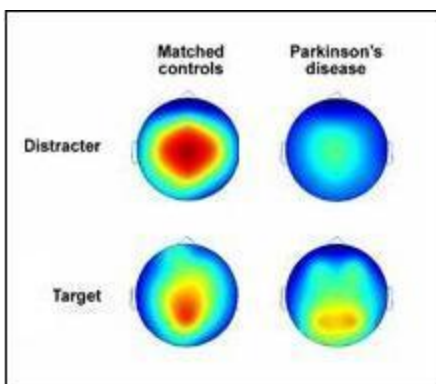 Matched
controls
Parkinson's
disease
Distracter
Target